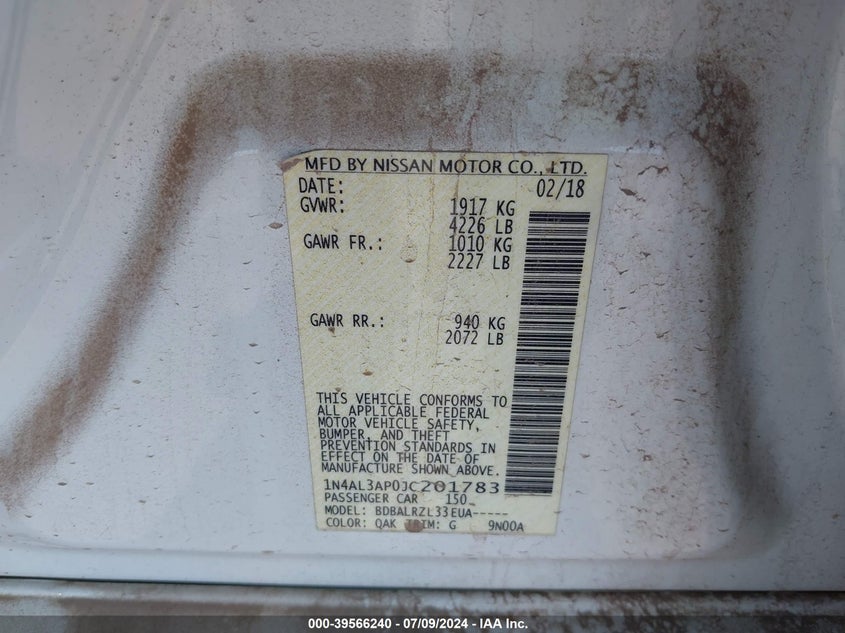 MFD BY NISSAN MOTOR CO., LTD.
DATE: 02/18
GVWR: 1917 KG
4226 LB
GAWR FR.: 1010 KG
2227 LB
GAWR RR.: 940 KG
2072 LB
THIS VEHICLE CONFORMS TO
ALL APPLICABLE FEDERAL
MOTOR VEHICLE SAFETY,
BUMPER, AND THEFT
PREVENTION STANDARDS IN
EFFECT ON THE DATE OF
MANUFACTURE SHOWN ABOVE.
1N4AL3AP0JC201783
PASSENGER CAR 150
MODEL: BDBALRZL33EUA-----
COLOR: QAK TRIM: G 9N00A
000-39566240 / 07/09/2024 - IAA Inc.